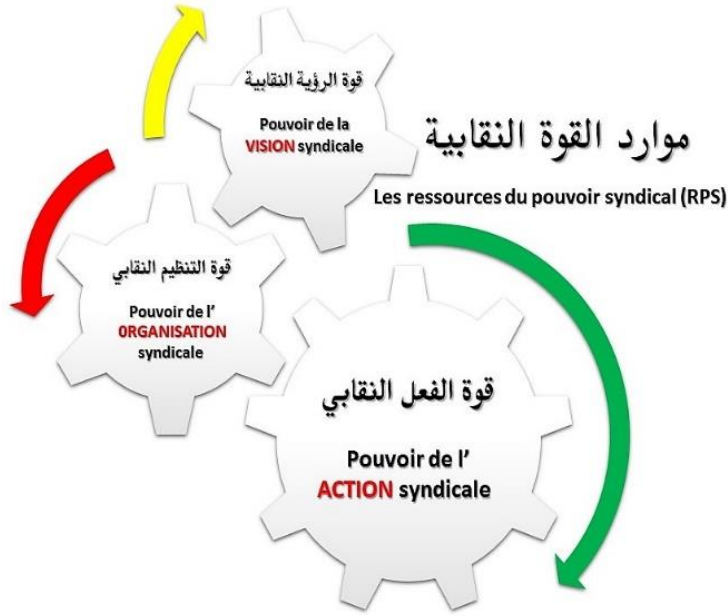 قوة الرؤية النقابية
Pouvoir de la
VISION syndicale
موارد القوة النقابية
Les ressources du pouvoir syndical (RPS)
قوة التنظيم النقابي
Pouvoir de l’
0RGANISATION
syndicale
قوة الفعل النقابي
Pouvoir de l’
ACTION syndicale